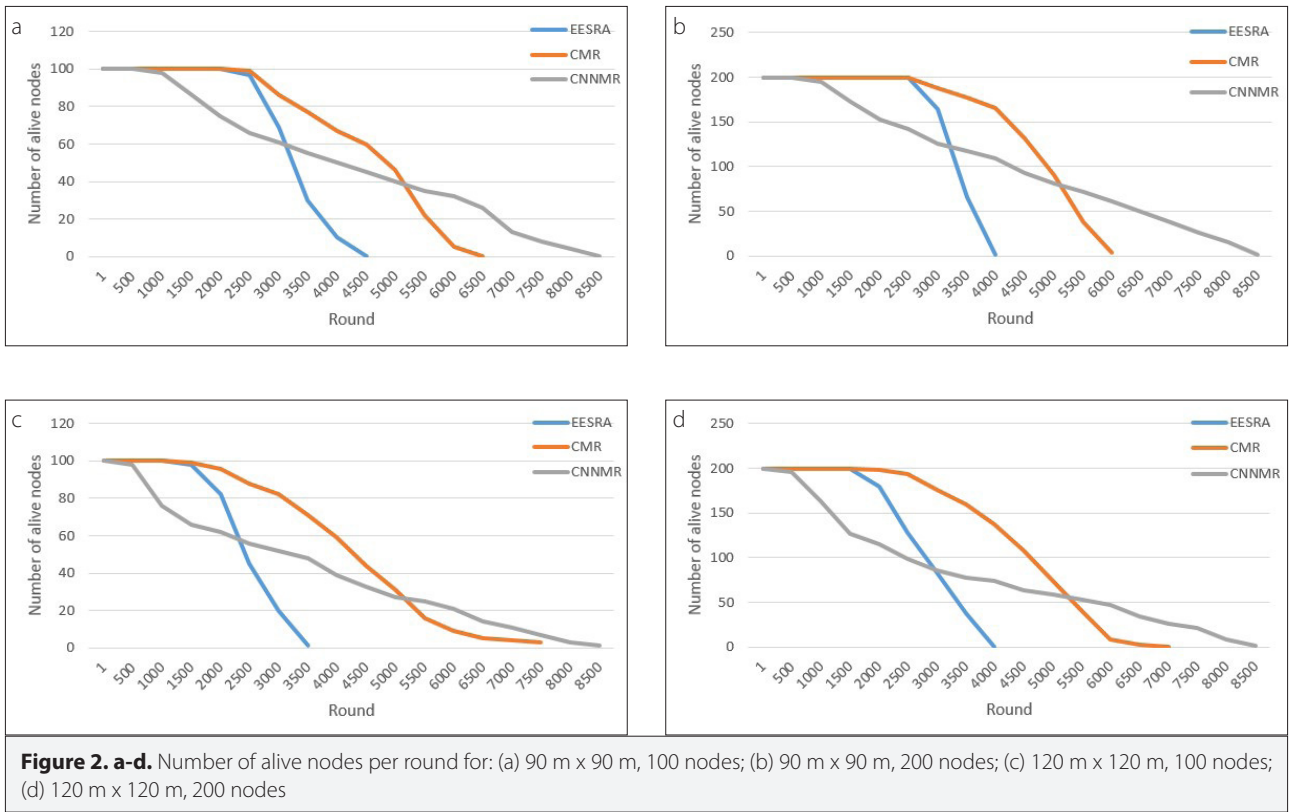 a
120
100
80
60
40
20
0
Number of alive nodes
1 500 1000 1500 2000 2500 3000 3500 4000 4500 5000 5500 6000 6500 7000 7500 8000 8500
Round
EESRA
CMR
CNNMR
b
250
200
150
100
50
0
Number of alive nodes
1 500 1000 1500 2000 2500 3000 3500 4000 4500 5000 5500 6000 6500 7000 7500 8000 8500
Round
EESRA
CMR
CNNMR
c
120
100
80
60
40
20
0
Number of alive nodes
1 500 1000 1500 2000 2500 3000 3500 4000 4500 5000 5500 6000 6500 7000 7500 8000 8500
Round
EESRA
CMR
CNNMR
d
250
200
150
100
50
0
Number of alive nodes
1 500 1000 1500 2000 2500 3000 3500 4000 4500 5000 5500 6000 6500 7000 7500 8000 8500
Round
EESRA
CMR
CNNMR
Figure 2. a-d. Number of alive nodes per round for: (a) 90 m x 90 m, 100 nodes; (b) 90 m x 90 m, 200 nodes; (c) 120 m x 120 m, 100 nodes;
(d) 120 m x 120 m, 200 nodes